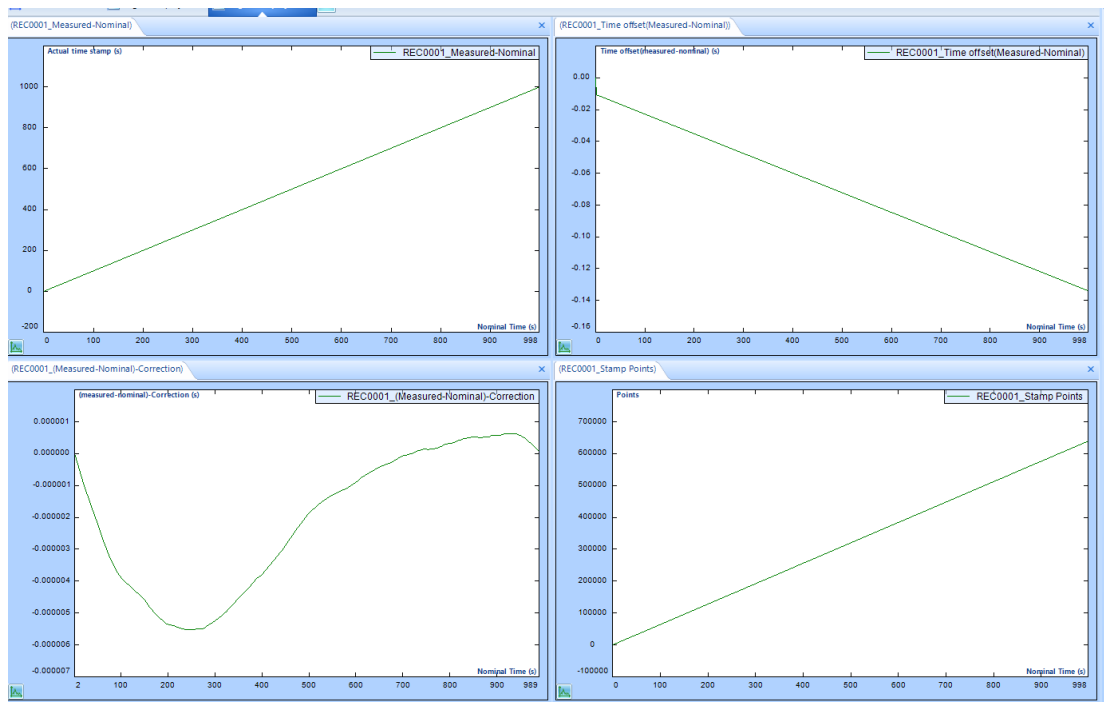 (REC0001_Measured-Nominal)
Actual time stamp (s)
REC0001_Measured-Nominal
1000
800
600
400
200
0
-200
Nominal Time (s)
0 100 200 300 400 500 600 700 800 900 998
(REC0001_Time offset(Measured-Nominal))
Time offset(measured-nominal) (s)
REC0001_Time offset(Measured-Nominal)
0.00
-0.02
-0.04
-0.06
-0.08
-0.10
-0.12
-0.14
-0.16
Nominal Time (s)
0 100 200 300 400 500 600 700 800 900 998
(REC0001_(Measured-Nominal)-Correction)
(measured-nominal)-Correction (s)
REC0001_(Measured-Nominal)-Correction
0.000001
0.000000
-0.000001
-0.000002
-0.000003
-0.000004
-0.000005
-0.000006
-0.000007
Nominal Time (s)
2 100 200 300 400 500 600 700 800 900 989
(REC0001_Stamp Points)
Points
REC0001_Stamp Points
700000
600000
500000
400000
300000
200000
100000
0
-100000
Nominal Time (s)
0 100 200 300 400 500 600 700 800 900 998